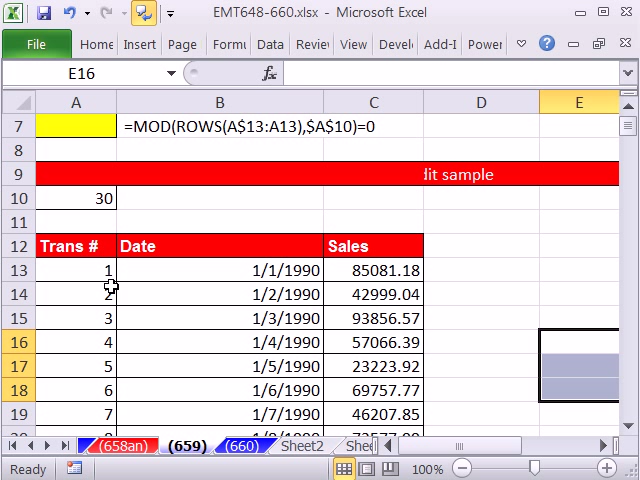 EMT648-660.xlsx - Microsoft Excel
File Home Insert Page Formu Data Reviev View Develo Add-I Power
E16 fx
A B C D E
7 =MOD(ROWS(A$13:A13),$A$10)=0
8
9 dit sample
10 30
11
12 Trans # Date Sales
13 1 1/1/1990 85081.18
14 2 1/2/1990 42999.04
15 3 1/3/1990 93856.57
16 4 1/4/1990 57066.39
17 5 1/5/1990 23223.92
18 6 1/6/1990 69757.77
19 7 1/7/1990 46207.85
(658an) (659) (660) Sheet2 Shee
Ready 100%